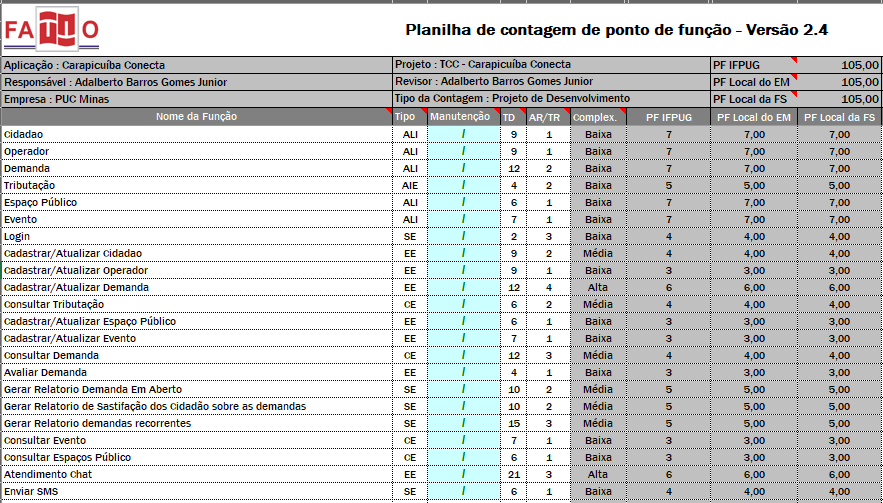 FATTO
Planilha de contagem de ponto de função - Versão 2.4
Aplicação : Carapicuíba Conecta Projeto : TCC - Carapicuíba Conecta PF IFPUG 105,00
Responsável : Adalberto Barros Gomes Junior Revisor : Adalberto Barros Gomes Junior PF Local do EM 105,00
Empresa : PUC Minas Tipo da Contagem : Projeto de Desenvolvimento PF Local da FS 105,00
Nome da Função Tipo Manutenção TD AR/TR Complex. PF IFPUG PF Local do EM PF Local da FS
Cidadao ALI I 9 1 Baixa 7 7,00 7,00
Operador ALI I 9 1 Baixa 7 7,00 7,00
Demanda ALI I 12 2 Baixa 7 7,00 7,00
Tributação AIE I 4 2 Baixa 5 5,00 5,00
Espaço Público ALI I 6 1 Baixa 7 7,00 7,00
Evento ALI I 7 1 Baixa 7 7,00 7,00
Login SE I 2 3 Baixa 4 4,00 4,00
Cadastrar/Atualizar Cidadao EE I 9 2 Média 4 4,00 4,00
Cadastrar/Atualizar Operador EE I 9 1 Baixa 3 3,00 3,00
Cadastrar/Atualizar Demanda EE I 12 4 Alta 6 6,00 6,00
Consultar Tributação CE I 6 2 Média 4 4,00 4,00
Cadastrar/Atualizar Espaço Público EE I 6 1 Baixa 3 3,00 3,00
Cadastrar/Atualizar Evento EE I 7 1 Baixa 3 3,00 3,00
Consultar Demanda CE I 12 3 Média 4 4,00 4,00
Avaliar Demanda EE I 4 1 Baixa 3 3,00 3,00
Gerar Relatorio Demanda Em Aberto SE I 10 2 Média 5 5,00 5,00
Gerar Relatorio de Sastifação dos Cidadão sobre as demandas SE I 10 2 Média 5 5,00 5,00
Gerar Relatorio demandas recorrentes SE I 15 3 Média 5 5,00 5,00
Consultar Evento CE I 7 1 Baixa 3 3,00 3,00
Consultar Espaços Público CE I 6 1 Baixa 3 3,00 3,00
Atendimento Chat EE I 21 3 Alta 6 6,00 6,00
Enviar SMS SE I 6 1 Baixa 4 4,00 4,00